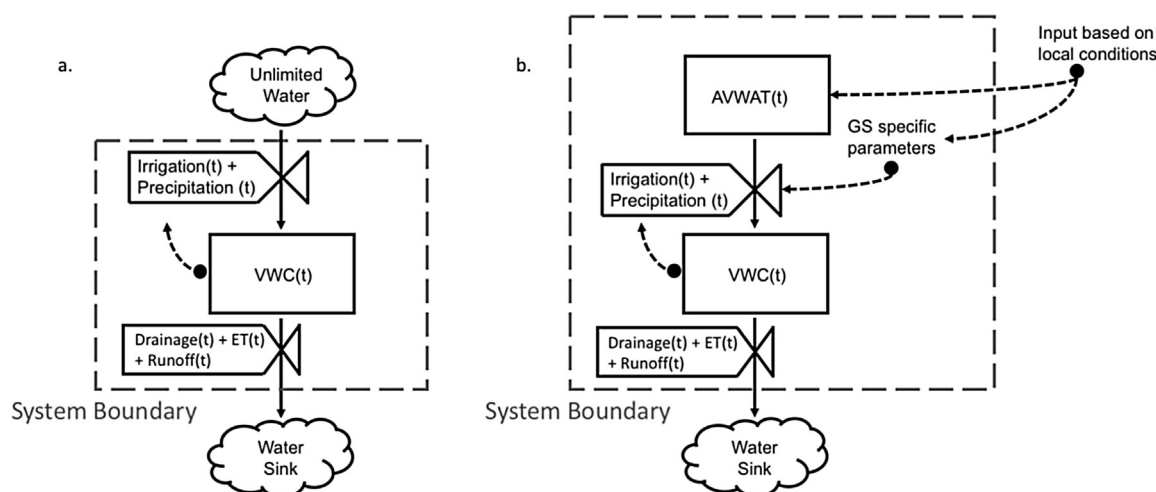 a.
Unlimited
Water
Irrigation(t) +
Precipitation (t)
VWC(t)
Drainage(t) + ET(t)
+ Runoff(t)
System Boundary
Water
Sink
b.
Input based on
local conditions
AVWAT(t)
GS specific
parameters
Irrigation(t) +
Precipitation (t)
VWC(t)
Drainage(t) + ET(t)
+ Runoff(t)
System Boundary
Water
Sink